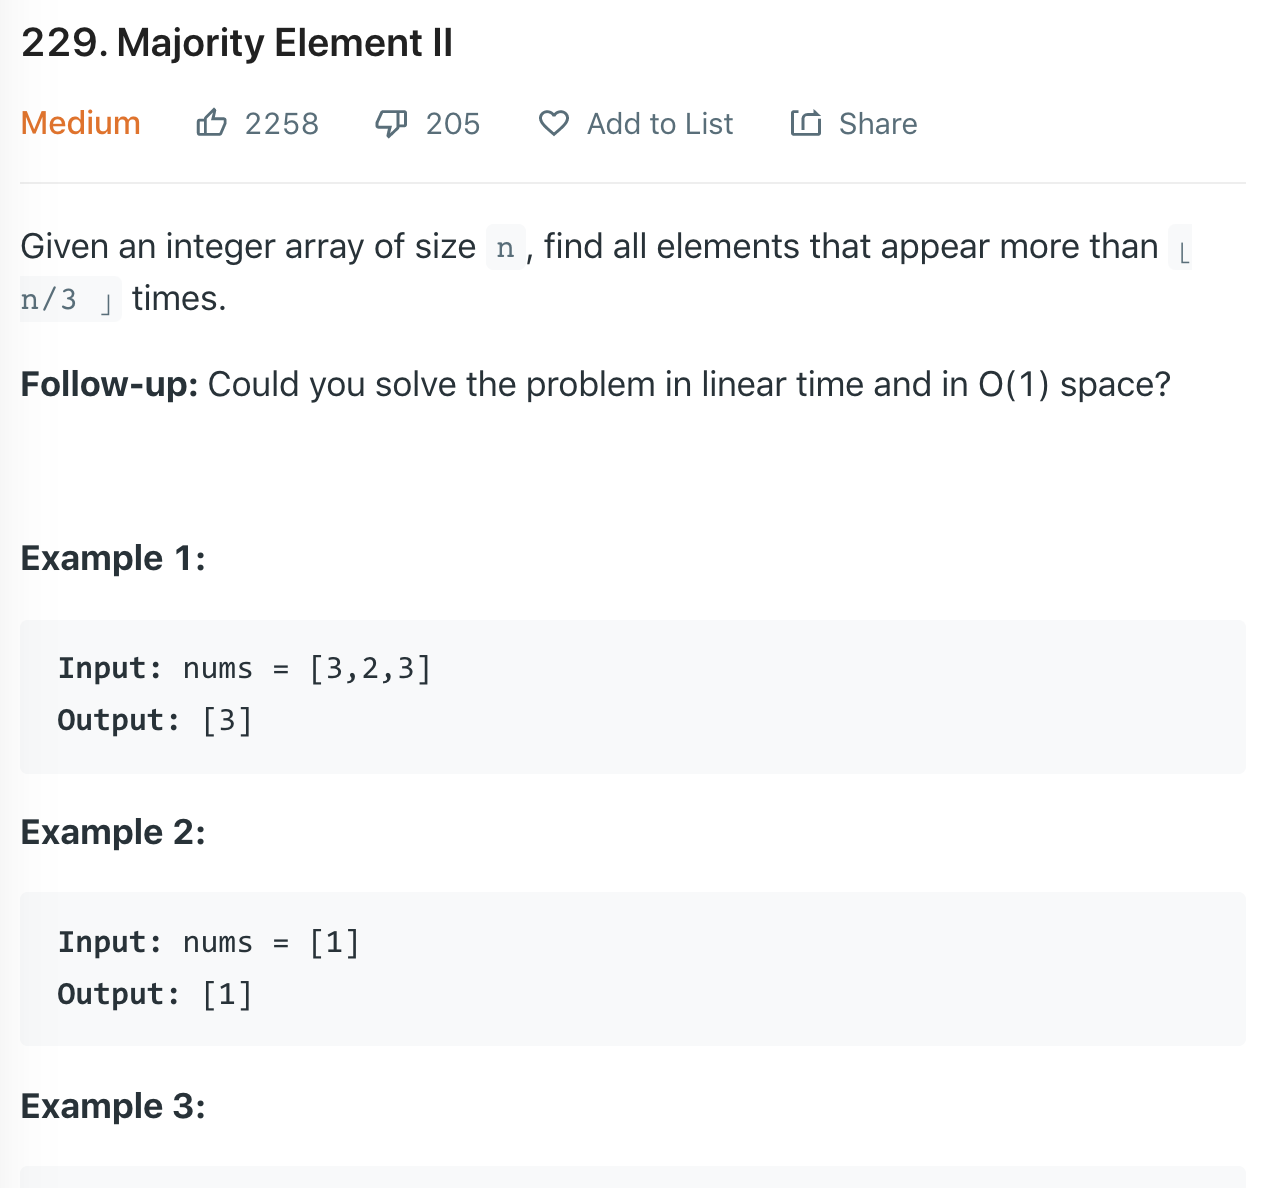 229. Majority Element II
Medium 2258 205 Add to List Share
Given an integer array of size n, find all elements that appear more than ⌊
n/3 ⌋ times.
Follow-up: Could you solve the problem in linear time and in O(1) space?
Example 1:
Input: nums = [3,2,3]
Output: [3]
Example 2:
Input: nums = [1]
Output: [1]
Example 3: